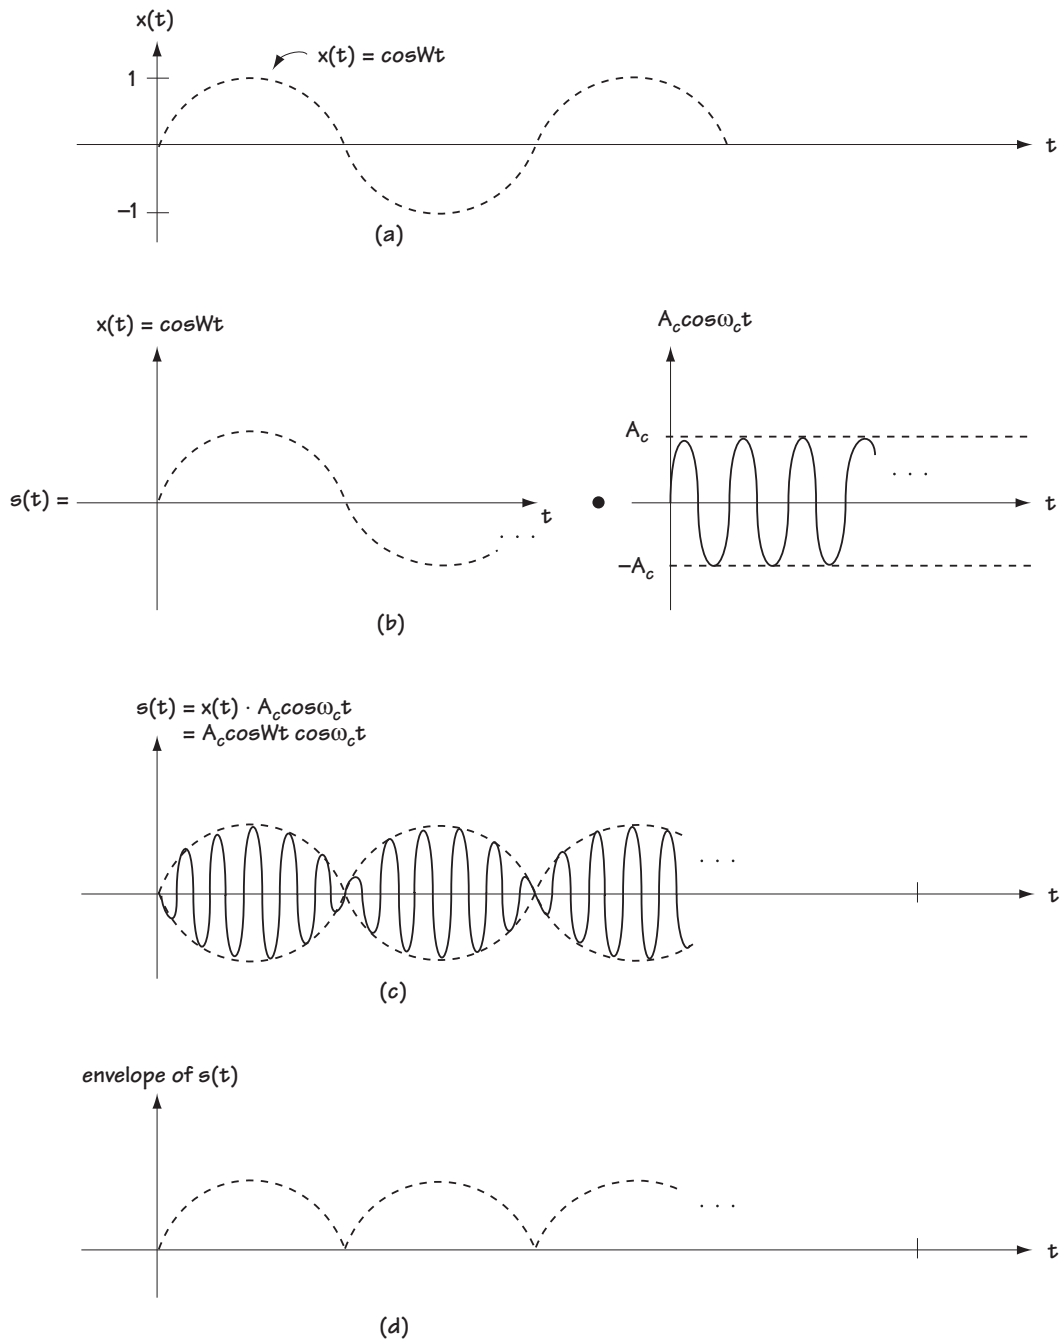 x(t)
x(t) = cosWt
1
t
−1
(a)
x(t) = cosWt
A_c cosω_c t
A_c
. . .
s(t) =
t
t
. . .
−A_c
(b)
s(t) = x(t) · A_c cosω_c t
= A_c cosWt cosω_c t
. . .
t
(c)
envelope of s(t)
. . .
t
(d)